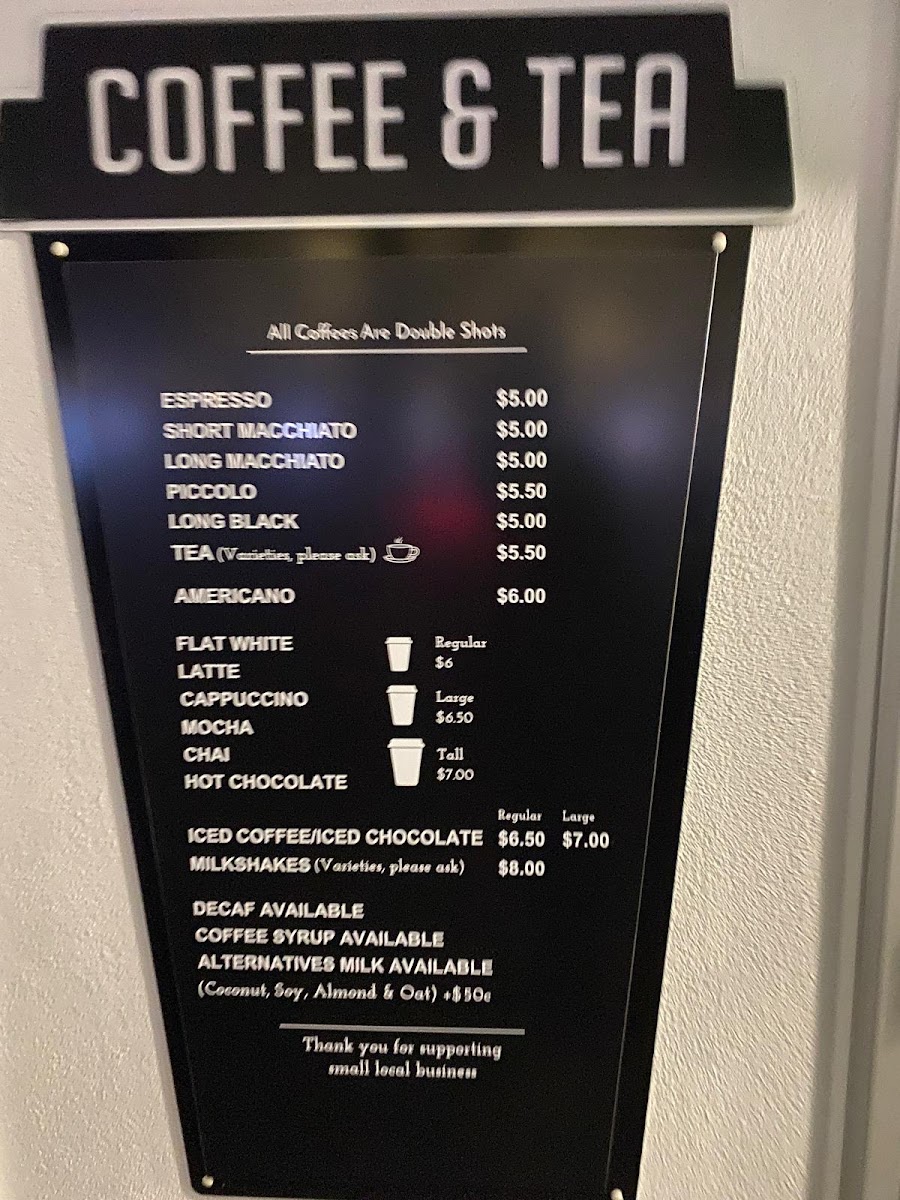 COFFEE & TEA
All Coffees Are Double Shots
ESPRESSO $5.00
SHORT MACCHIATO $5.00
LONG MACCHIATO $5.00
PICCOLO $5.50
LONG BLACK $5.00
TEA (Varieties, please ask) $5.50
AMERICANO $6.00
FLAT WHITE Regular
$6
LATTE
CAPPUCCINO Large
$6.50
MOCHA
CHAI Tall
$7.00
HOT CHOCOLATE
Regular Large
ICED COFFEE/ICED CHOCOLATE $6.50 $7.00
MILKSHAKES (Varieties, please ask) $8.00
DECAF AVAILABLE
COFFEE SYRUP AVAILABLE
ALTERNATIVES MILK AVAILABLE
(Coconut, Soy, Almond & Oat) +$50c
Thank you for supporting
small local business